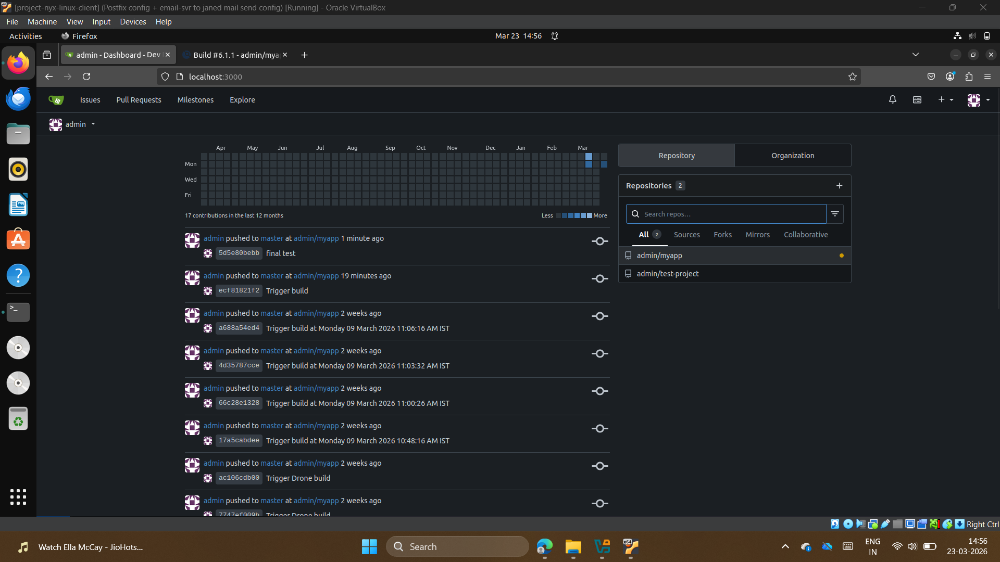 [project-nyx-linux-client] (Postfix config + email-svr to janed mail send config) [Running] - Oracle VirtualBox
File Machine View Input Devices Help
Activities Firefox Mar 23 14:56
admin - Dashboard - Dev Build #6.1.1 - admin/mya
localhost:3000
Issues Pull Requests Milestones Explore
admin
Apr May Jun Jul Aug Sep Oct Nov Dec Jan Feb Mar
Mon
Wed
Fri
17 contributions in the last 12 months Less More
admin pushed to master at admin/myapp 1 minute ago
5d5e80bebb final test
admin pushed to master at admin/myapp 19 minutes ago
ecf81821f2 Trigger build
admin pushed to master at admin/myapp 2 weeks ago
a688a54ed4 Trigger build at Monday 09 March 2026 11:06:16 AM IST
admin pushed to master at admin/myapp 2 weeks ago
4d35787cce Trigger build at Monday 09 March 2026 11:03:32 AM IST
admin pushed to master at admin/myapp 2 weeks ago
66c28e1328 Trigger build at Monday 09 March 2026 11:00:26 AM IST
admin pushed to master at admin/myapp 2 weeks ago
17a5cabdee Trigger build at Monday 09 March 2026 10:48:16 AM IST
admin pushed to master at admin/myapp 2 weeks ago
ac106cdb00 Trigger Drone build
admin pushed to master at admin/myapp 2 weeks ago
7747ef009b Trigger Drone build
Repository Organization
Repositories 2
Search repos...
All 2 Sources Forks Mirrors Collaborative
admin/myapp
admin/test-project
Right Ctrl
Watch Ella McCay - JioHots...
Search
ENG
IN
14:56
23-03-2026